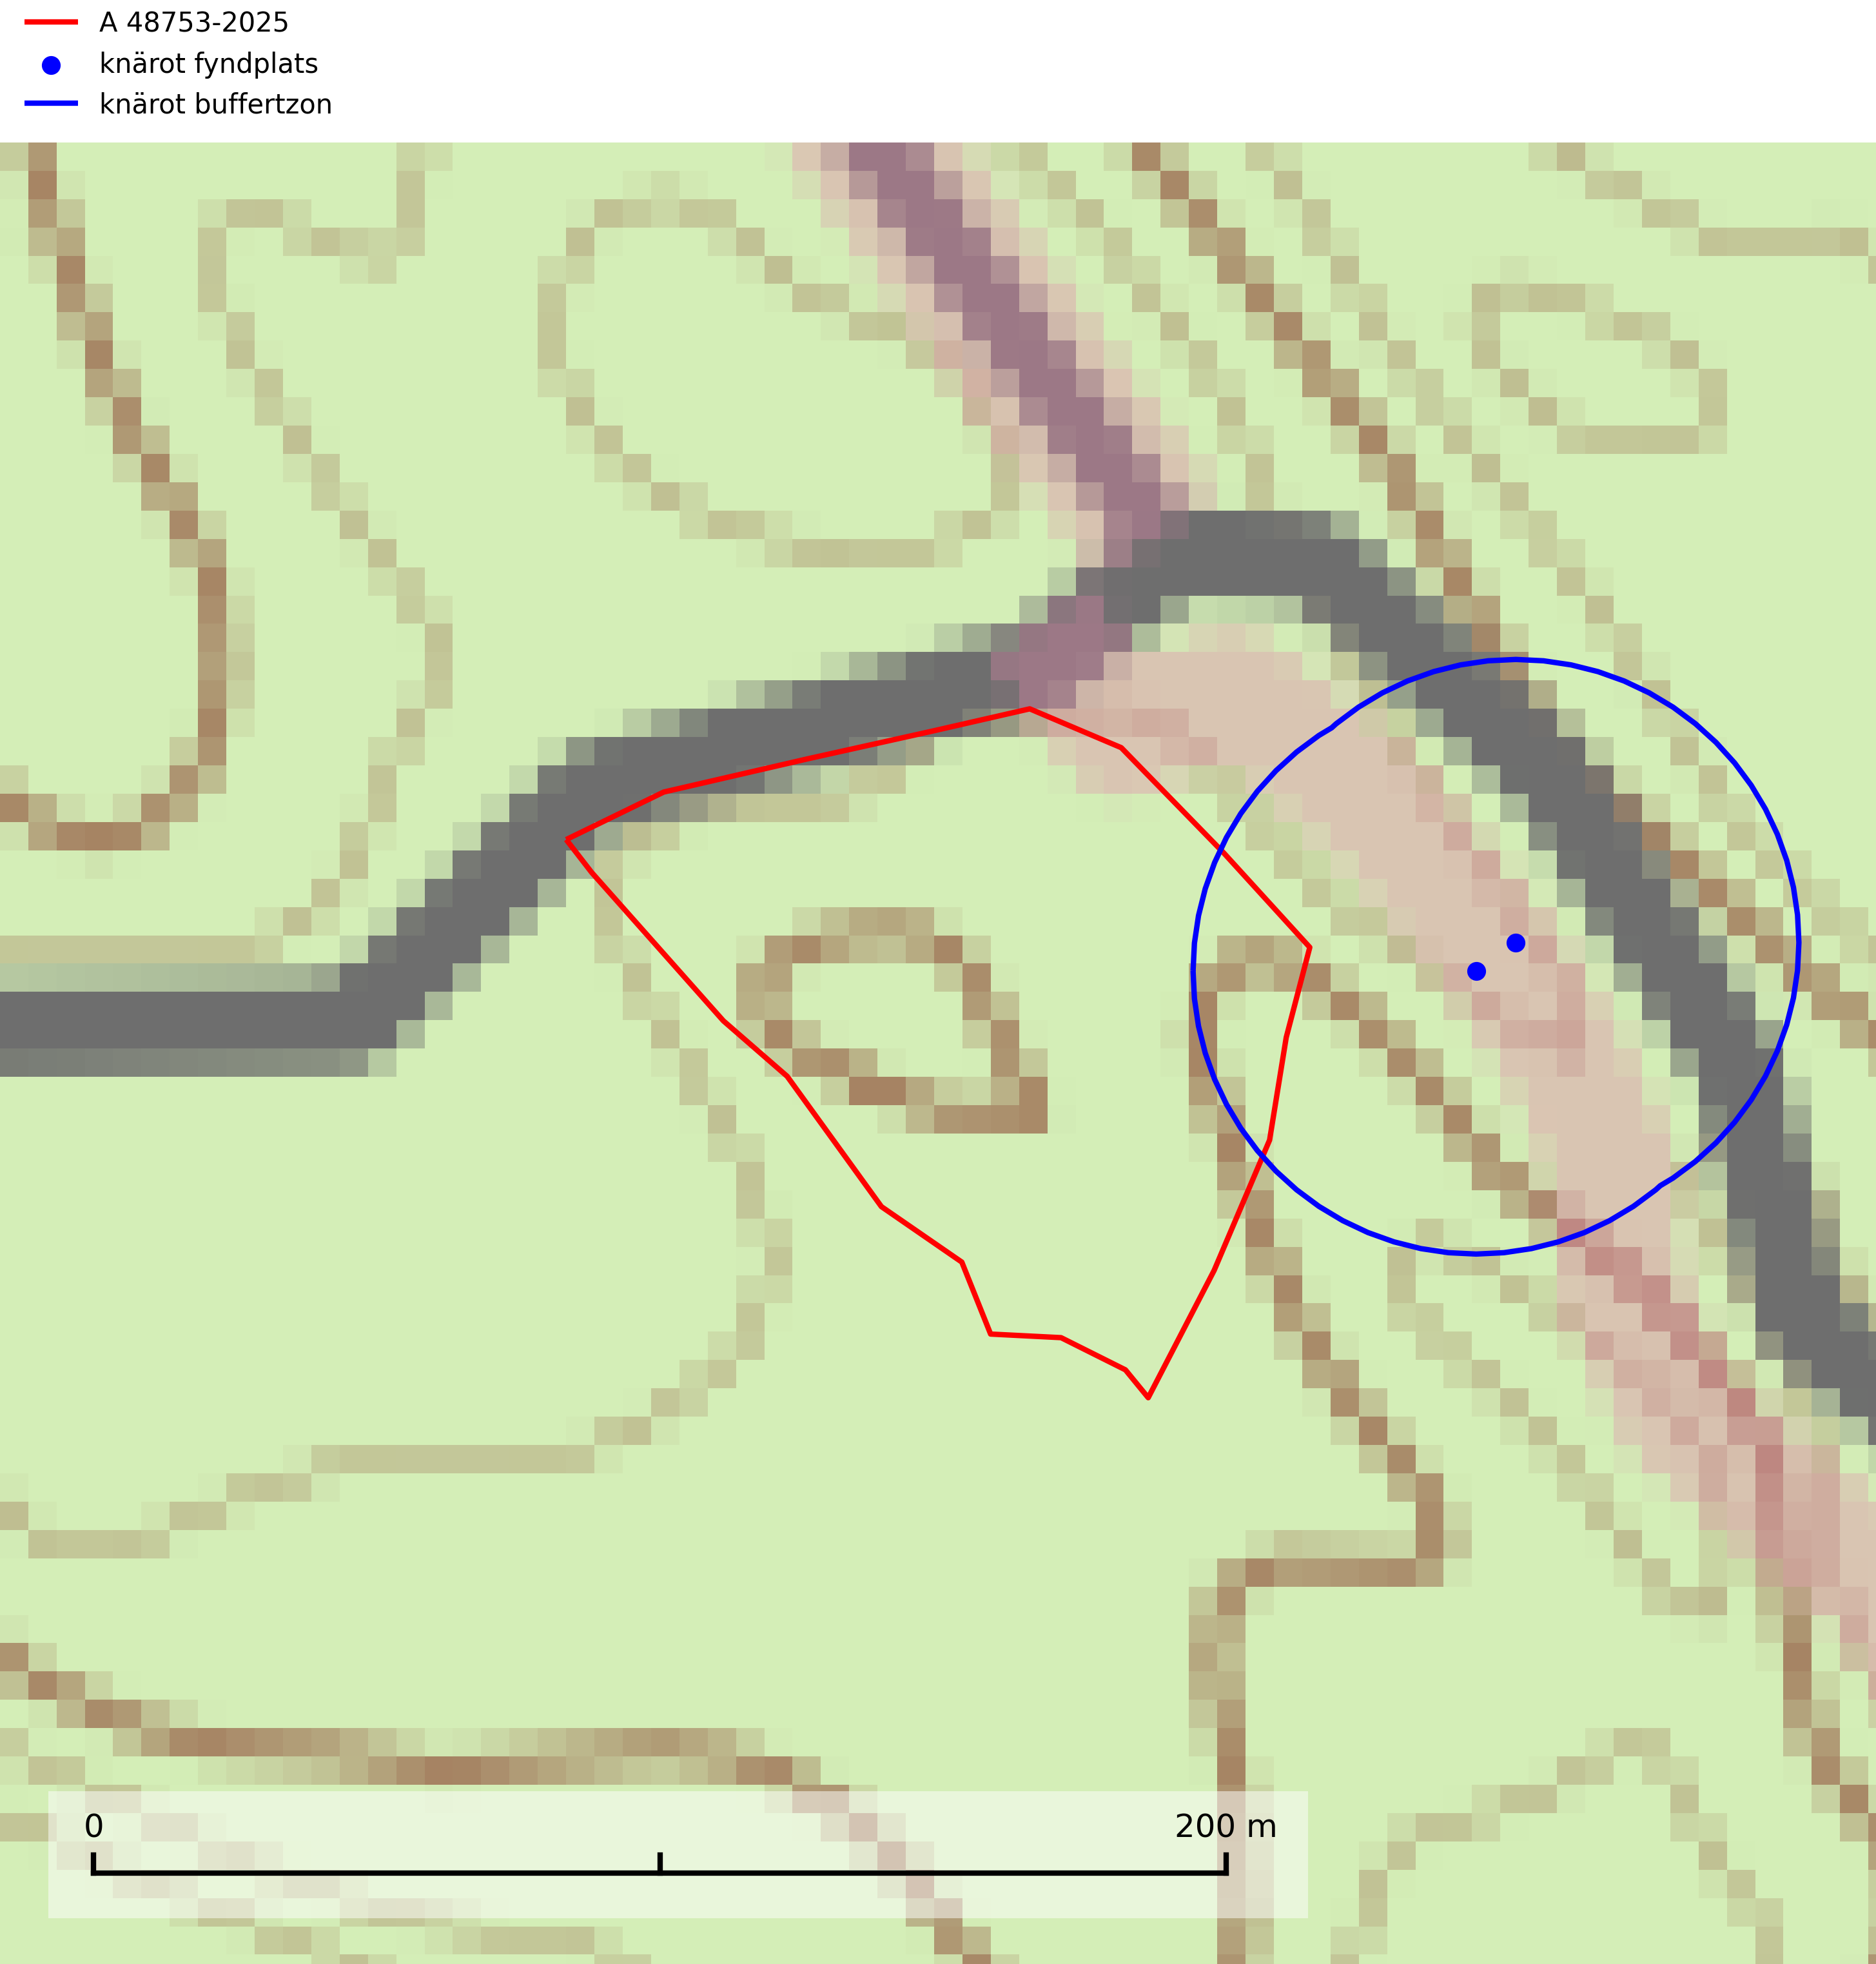 A 48753-2025
knärot fyndplats
knärot buffertzon
0 200 m